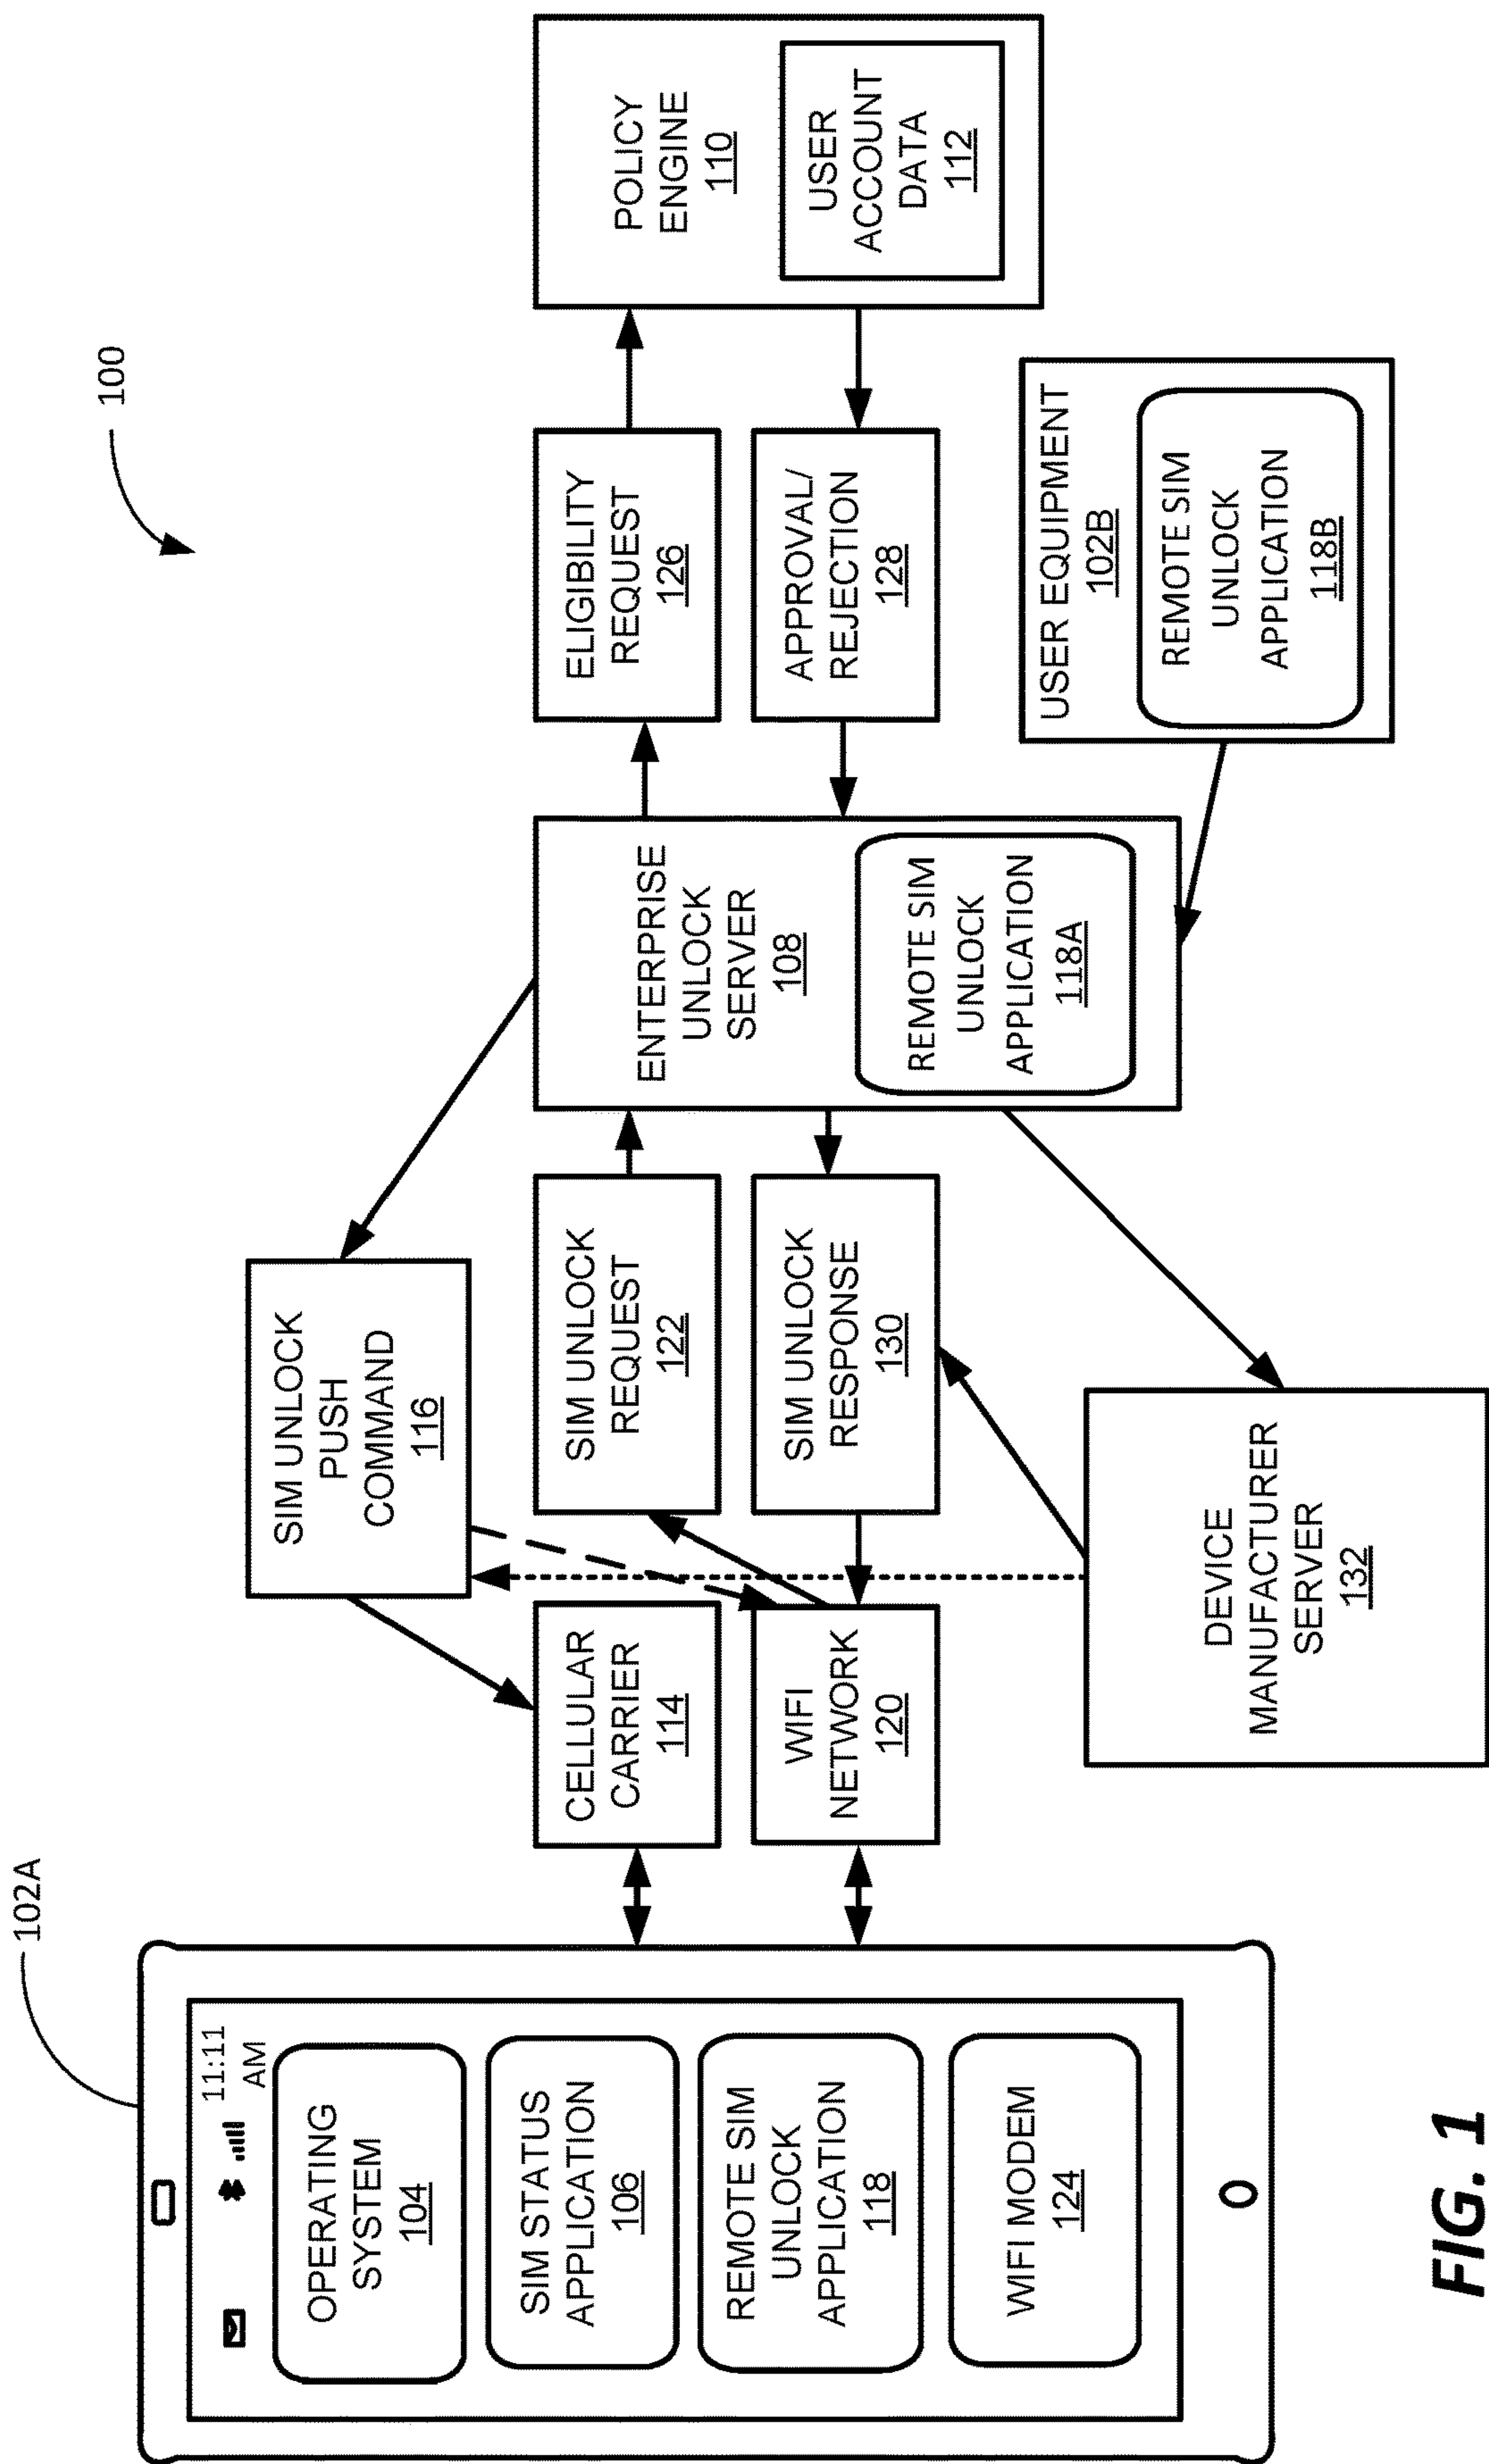 100
102A
11:11
AM
OPERATING
SYSTEM
104
SIM STATUS
APPLICATION
106
REMOTE SIM
UNLOCK
APPLICATION
118
WIFI MODEM
124
CELLULAR
CARRIER
114
WIFI
NETWORK
120
SIM UNLOCK
PUSH
COMMAND
116
SIM UNLOCK
REQUEST
122
SIM UNLOCK
RESPONSE
130
DEVICE
MANUFACTURER
SERVER
132
ENTERPRISE
UNLOCK
SERVER
108
REMOTE SIM
UNLOCK
APPLICATION
118A
ELIGIBILITY
REQUEST
126
APPROVAL/
REJECTION
128
USER EQUIPMENT
102B
REMOTE SIM
UNLOCK
APPLICATION
118B
POLICY
ENGINE
110
USER
ACCOUNT
DATA
112
FIG. 1